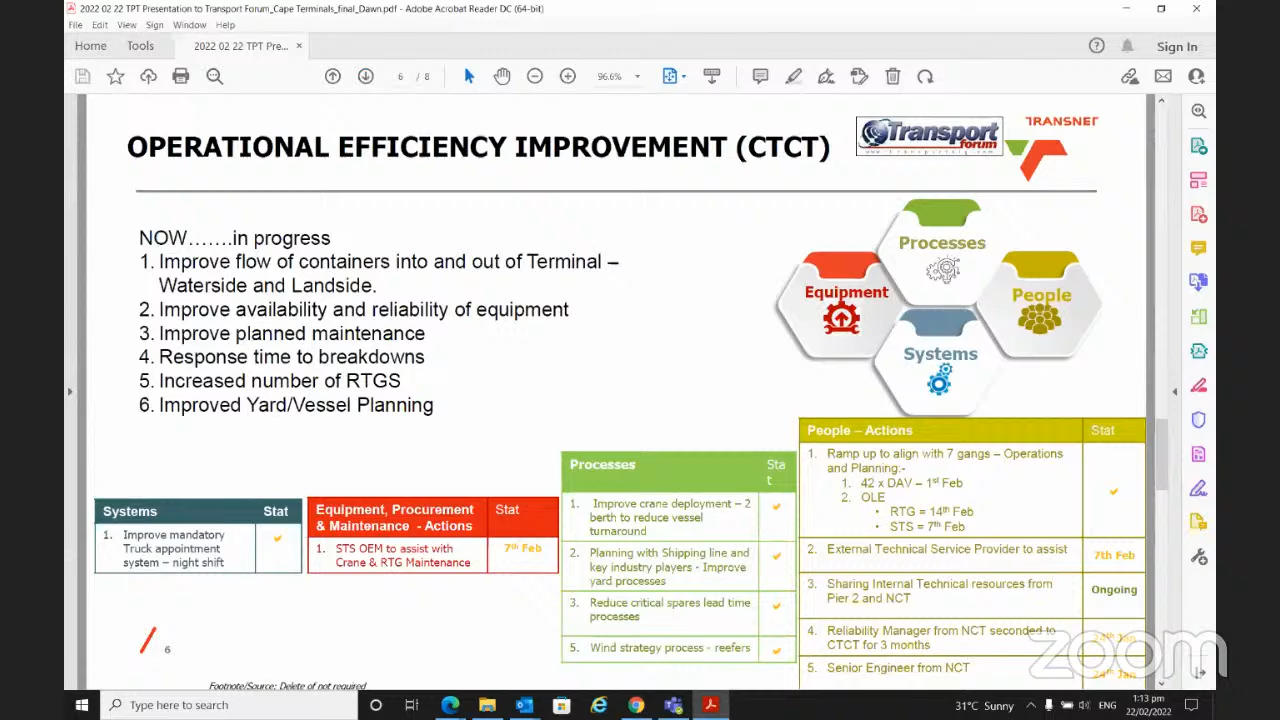 2022 02 22 TPT Presentation to Transport Forum_Cape Terminals_final_Dawn.pdf - Adobe Acrobat Reader DC (64-bit)
File Edit View Sign Window Help
Home Tools 2022 02 22 TPT Pre... × Sign In
6 / 8 96.6%
OPERATIONAL EFFICIENCY IMPROVEMENT (CTCT)
Transport
forum
TRANSNET
NOW…….in progress
1. Improve flow of containers into and out of Terminal –
Waterside and Landside.
2. Improve availability and reliability of equipment
3. Improve planned maintenance
4. Response time to breakdowns
5. Increased number of RTGS
6. Improved Yard/Vessel Planning
Processes
Equipment
People
Systems
Systems Stat
1. Improve mandatory
Truck appointment
system – night shift
Equipment, Procurement
& Maintenance - Actions
Stat
1. STS OEM to assist with
Crane & RTG Maintenance
7th Feb
Processes
Sta
t
1. Improve crane deployment – 2
berth to reduce vessel
turnaround
2. Planning with Shipping line and
key industry players - Improve
yard processes
3. Reduce critical spares lead time
processes
5. Wind strategy process - reefers
People – Actions Stat
1. Ramp up to align with 7 gangs – Operations
and Planning:-
1. 42 x DAV – 1st Feb
2. OLE
• RTG = 14th Feb
• STS = 7th Feb
2. External Technical Service Provider to assist 7th Feb
3. Sharing Internal Technical resources from
Pier 2 and NCT
Ongoing
4. Reliability Manager from NCT seconded to
CTCT for 3 months
24th Jan
5. Senior Engineer from NCT
24th Jan
6
Footnote/Source: Delete of not required
zoom
Type here to search
31°C Sunny
ENG
1:13 pm
22/02/2022